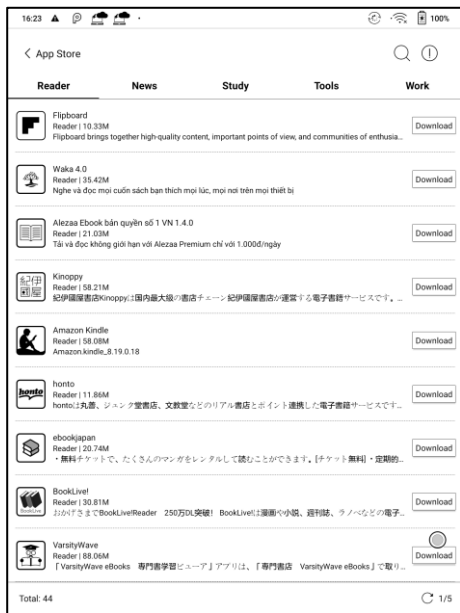 16:23
100%
App Store
Reader News Study Tools Work
Flipboard
Reader | 10.33M
Flipboard brings together high-quality content, important points of view, and communities of enthusia...
Download
Waka 4.0
Reader | 35.42M
Nghe và đọc mọi cuốn sách bạn thích mọi lúc, mọi nơi trên mọi thiết bị
Download
Alezaa Ebook bản quyền số 1 VN 1.4.0
Reader | 21.03M
Tải và đọc không giới hạn với Alezaa Premium chỉ với 1.000đ/ngày
Download
紀伊
國屋
Kinoppy
Reader | 58.21M
紀伊國屋書店Kinoppyは国内最大級の書店チェーン紀伊國屋書店が運営する電子書籍サービスです。...
Download
Amazon Kindle
Reader | 58.08M
Amazon.kindle_8.19.0.18
Download
honto
honto
Reader | 11.86M
hontoは丸善、ジュンク堂書店、文教堂などのリアル書店とポイント連携した電子書籍サービスです...
Download
ebookjapan
Reader | 20.74M
・無料チケットで、たくさんのマンガをレンタルして読むことができます。[チケット無料]・定期的...
Download
BookLive!
BookLive!
Reader | 30.81M
おかげさまでBookLive!Reader 250万DL突破! BookLive!は漫画や小説、週刊誌、ラノベなどの電子...
Download
VarsityWave
Reader | 88.06M
「VarsityWave eBooks 専門書学習ビューア」アプリは、「専門書店 VarsityWave eBooks」で取り...
Download
Total: 44
1/5